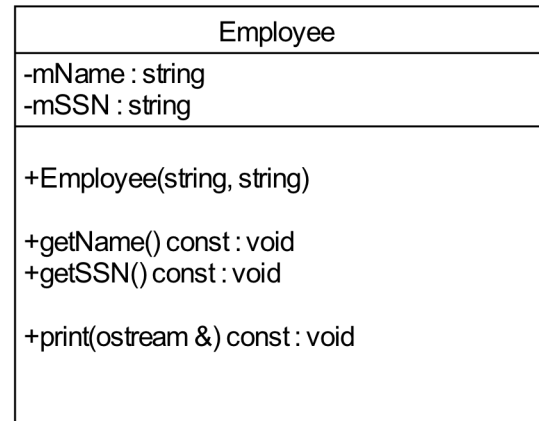 Employee
-mName : string
-mSSN : string
+Employee(string, string)
+getName() const : void
+getSSN() const : void
+print(ostream &) const : void